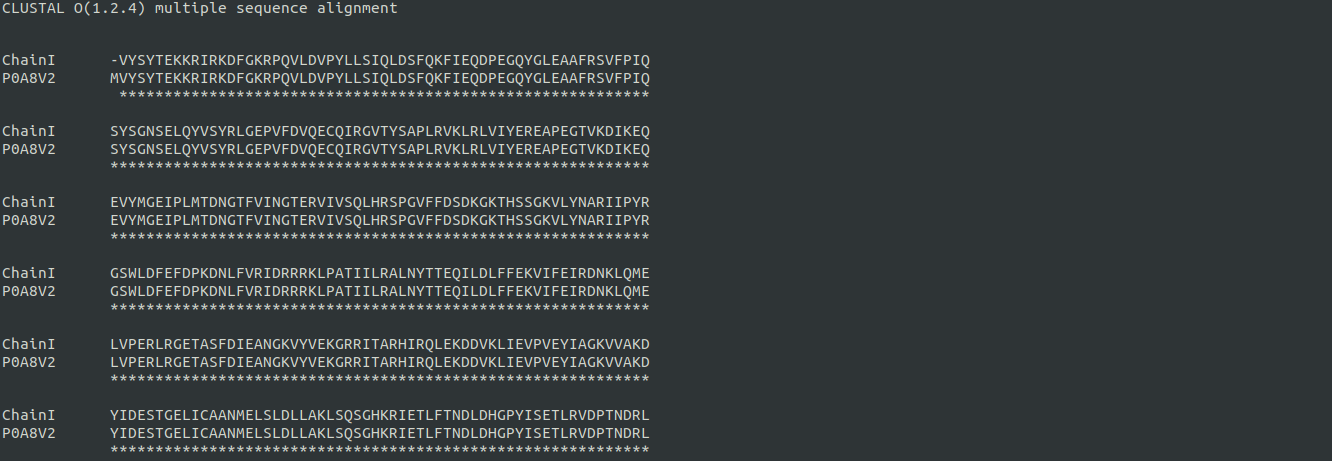 CLUSTAL O(1.2.4) multiple sequence alignment
ChainI      -VYSYTEKKRIRKDFGKRPQVLDVPYLLSIQLDSFQKFIEQDPEGQYGLEAAFRSVFPIQ
P0A8V2      MVYSYTEKKRIRKDFGKRPQVLDVPYLLSIQLDSFQKFIEQDPEGQYGLEAAFRSVFPIQ
             ***********************************************************
ChainI      SYSGNSELQYVSYRLGEPVFDVQECQIRGVTYSAPLRVKLRLVIYEREAPEGTVKDIKEQ
P0A8V2      SYSGNSELQYVSYRLGEPVFDVQECQIRGVTYSAPLRVKLRLVIYEREAPEGTVKDIKEQ
            ************************************************************
ChainI      EVYMGEIPLMTDNGTFVINGTERVIVSQLHRSPGVFFDSDKGKTHSSGKVLYNARIIPYR
P0A8V2      EVYMGEIPLMTDNGTFVINGTERVIVSQLHRSPGVFFDSDKGKTHSSGKVLYNARIIPYR
            ************************************************************
ChainI      GSWLDFEFDPKDNLFVRIDRRRKLPATIILRALNYTTEQILDLFFEKVIFEIRDNKLQME
P0A8V2      GSWLDFEFDPKDNLFVRIDRRRKLPATIILRALNYTTEQILDLFFEKVIFEIRDNKLQME
            ************************************************************
ChainI      LVPERLRGETASFDIEANGKVYVEKGRRITARHIRQLEKDDVKLIEVPVEYIAGKVVAKD
P0A8V2      LVPERLRGETASFDIEANGKVYVEKGRRITARHIRQLEKDDVKLIEVPVEYIAGKVVAKD
            ************************************************************
ChainI      YIDESTGELICAANMELSLDLLAKLSQSGHKRIETLFTNDLDHGPYISETLRVDPTNDRL
P0A8V2      YIDESTGELICAANMELSLDLLAKLSQSGHKRIETLFTNDLDHGPYISETLRVDPTNDRL
            ************************************************************